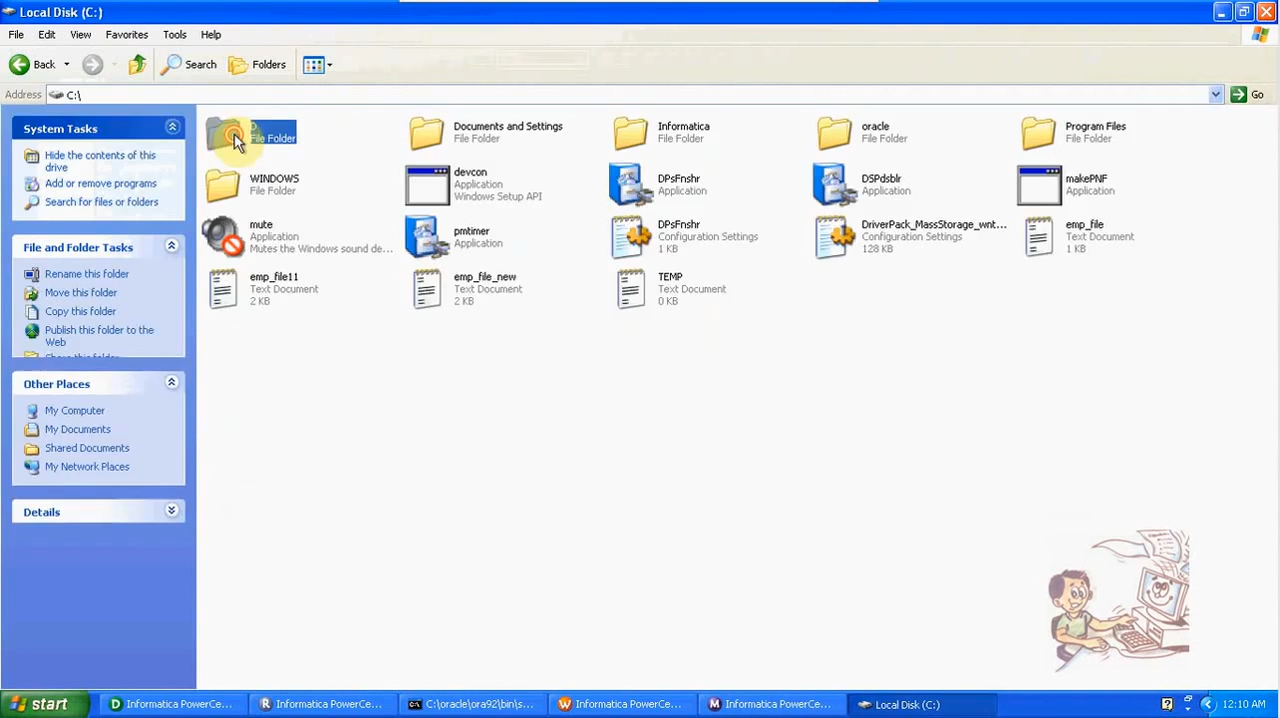 Local Disk (C:)
File Edit View Favorites Tools Help
Back Search Folders
Address C:\ Go
System Tasks
Hide the contents of this
drive
Add or remove programs
Search for files or folders
File and Folder Tasks
Rename this folder
Move this folder
Copy this folder
Publish this folder to the
Web
Share this folder
Other Places
My Computer
My Documents
Shared Documents
My Network Places
Details
D
File Folder
Documents and Settings
File Folder
Informatica
File Folder
oracle
File Folder
Program Files
File Folder
WINDOWS
File Folder
devcon
Application
Windows Setup API
DPsFnshr
Application
DSPdsblr
Application
makePNF
Application
mute
Application
Mutes the Windows sound de...
pmtimer
Application
DPsFnshr
Configuration Settings
1 KB
DriverPack_MassStorage_wnt...
Configuration Settings
128 KB
emp_file
Text Document
1 KB
emp_file11
Text Document
2 KB
emp_file_new
Text Document
2 KB
TEMP
Text Document
0 KB
start
D Informatica PowerCe...
R Informatica PowerCe...
C:\oracle\ora92\bin\s...
W Informatica PowerCe...
M Informatica PowerCe...
Local Disk (C:)
12:10 AM